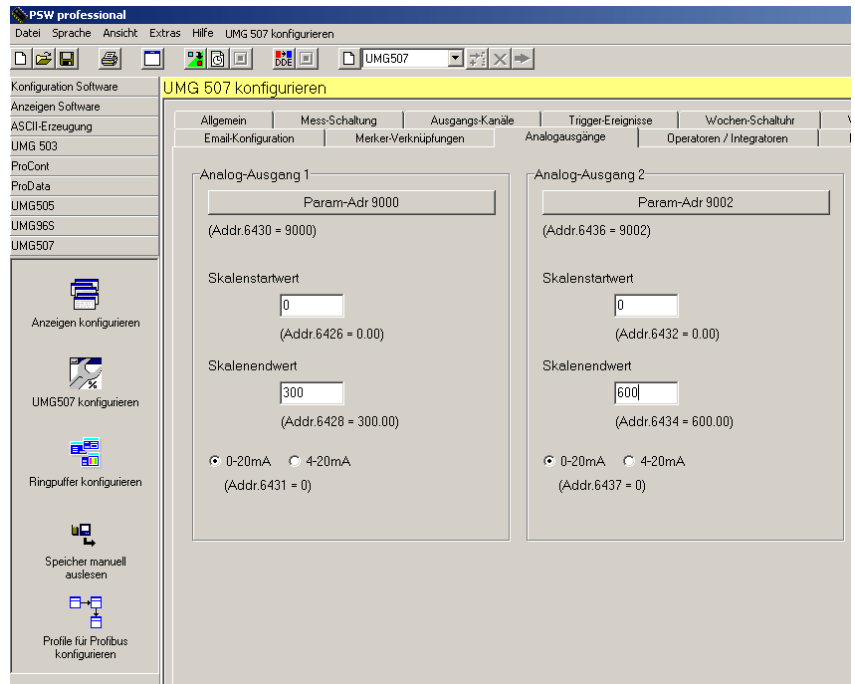 PSW professional
Datei Sprache Ansicht Extras Hilfe UMG 507 konfigurieren
DDE UMG507
Konfiguration Software
Anzeigen Software
ASCII-Erzeugung
UMG 503
ProCont
ProData
UMG505
UMG96S
UMG507
Anzeigen konfigurieren
UMG507 konfigurieren
Ringpuffer konfigurieren
Speicher manuell
auslesen
Profile für Profibus
konfigurieren
UMG 507 konfigurieren
Allgemein Mess-Schaltung Ausgangs-Kanäle Trigger-Ereignisse Wochen-Schaltuhr
Email-Konfiguration Merker-Verknüpfungen Analogausgänge Operatoren / Integratoren
Analog-Ausgang 1
Param-Adr 9000
(Addr.6430 = 9000)
Skalenstartwert
0
(Addr.6426 = 0.00)
Skalenendwert
300
(Addr.6428 = 300.00)
0-20mA 4-20mA
(Addr.6431 = 0)
Analog-Ausgang 2
Param-Adr 9002
(Addr.6436 = 9002)
Skalenstartwert
0
(Addr.6432 = 0.00)
Skalenendwert
600
(Addr.6434 = 600.00)
0-20mA 4-20mA
(Addr.6437 = 0)